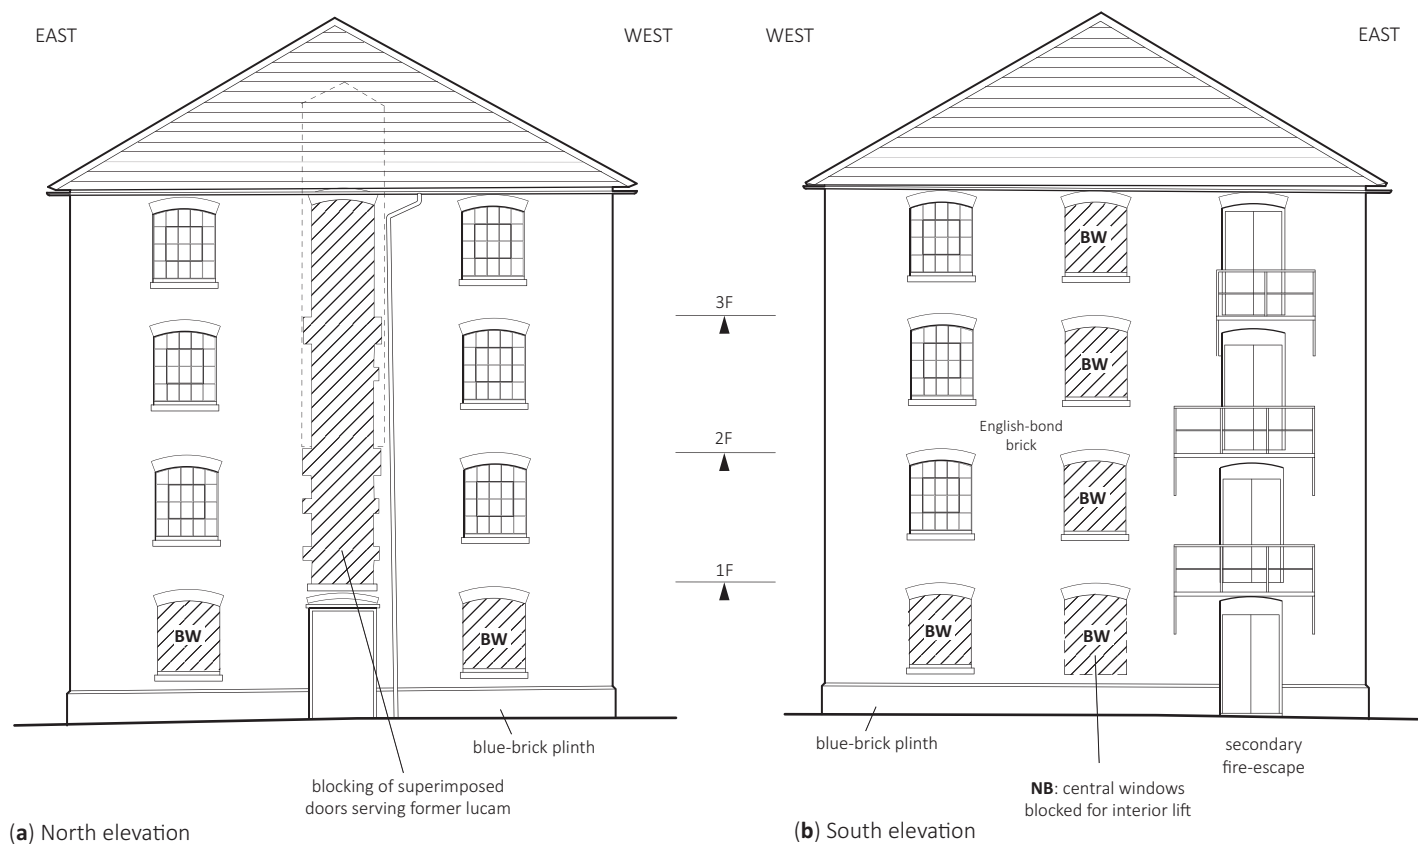 EAST
WEST
WEST
EAST
BW
BW
3F
BW
English-bond
brick
2F
BW
1F
BW
BW
BW
BW
blue-brick plinth
blocking of superimposed
doors serving former lucam
blue-brick plinth
secondary
fire-escape
NB: central windows
blocked for interior lift
(a) North elevation
(b) South elevation